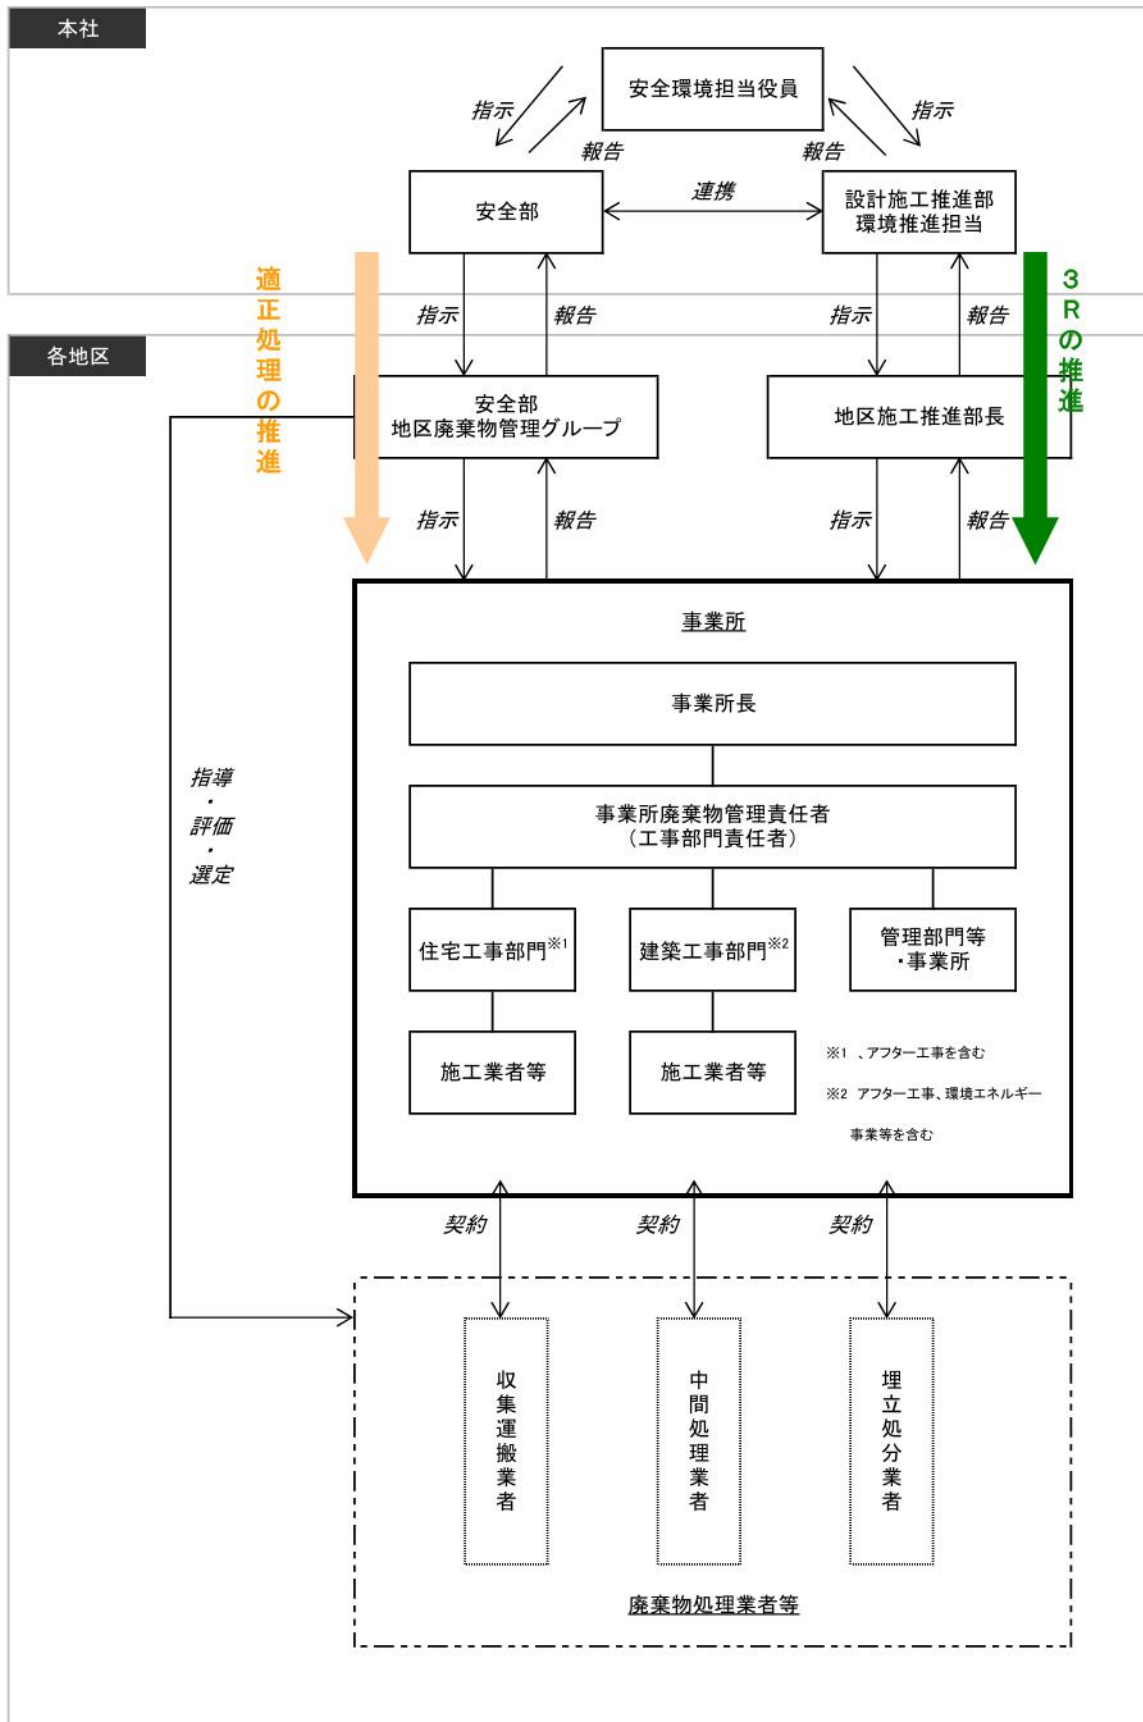 本社
安全環境担当役員
指示
報告
報告
指示
安全部
連携
設計施工推進部
環境推進担当
適正処理の推進
3Rの推進
指示
報告
指示
報告
各地区
安全部
地区廃棄物管理グループ
地区施工推進部長
指示
報告
指示
報告
事業所
事業所長
事業所廃棄物管理責任者
（工事部門責任者）
住宅工事部門※1
建築工事部門※2
管理部門等
・事業所
施工業者等
施工業者等
※1 、アフター工事を含む
※2 アフター工事、環境エネルギー
事業等を含む
指導
・
評価
・
選定
契約
契約
契約
収集運搬業者
中間処理業者
埋立処分業者
廃棄物処理業者等